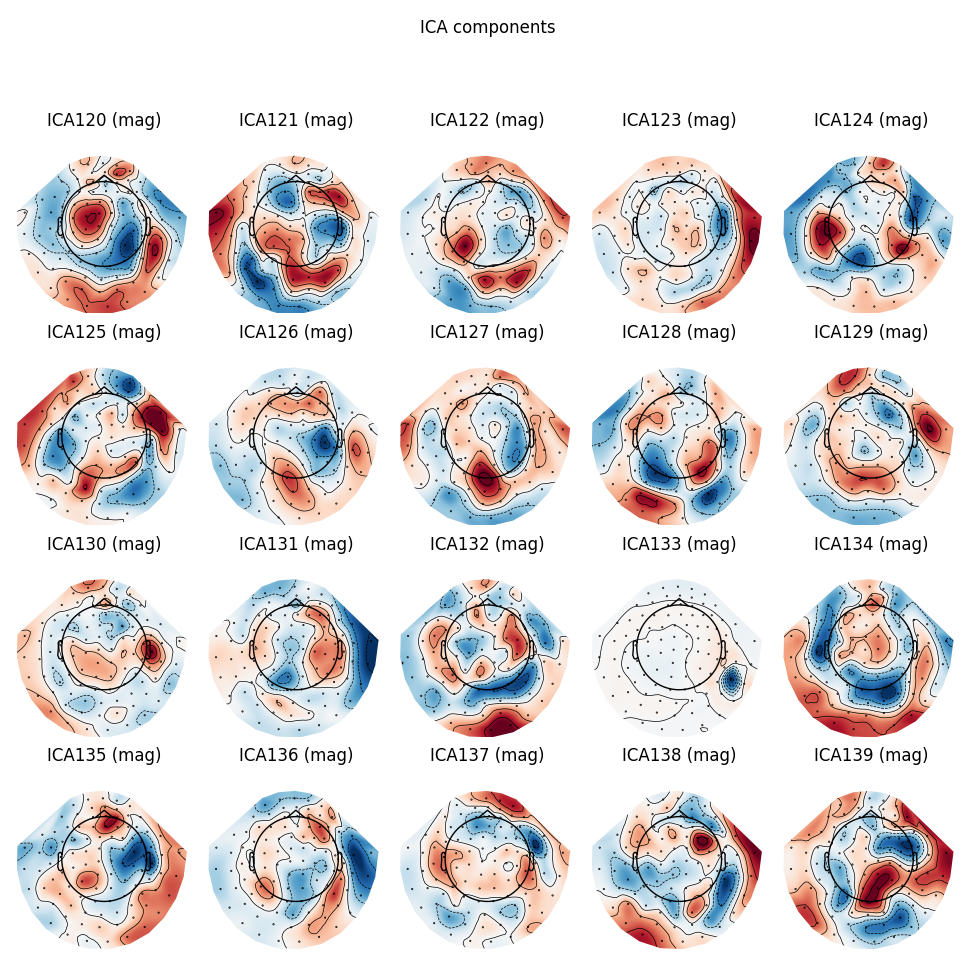 ICA components
ICA120 (mag) ICA121 (mag) ICA122 (mag) ICA123 (mag) ICA124 (mag)
ICA125 (mag) ICA126 (mag) ICA127 (mag) ICA128 (mag) ICA129 (mag)
ICA130 (mag) ICA131 (mag) ICA132 (mag) ICA133 (mag) ICA134 (mag)
ICA135 (mag) ICA136 (mag) ICA137 (mag) ICA138 (mag) ICA139 (mag)